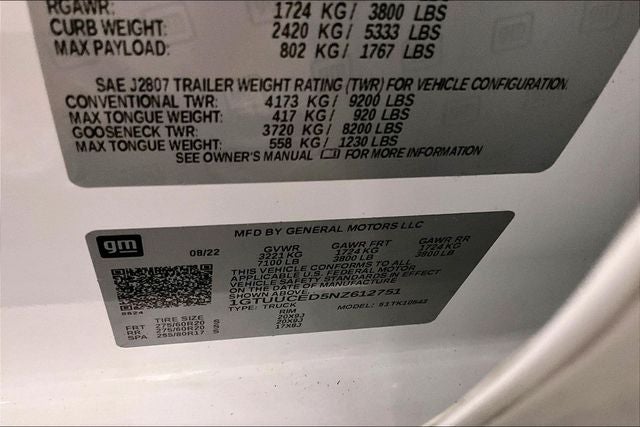 RGAWR: 1724 KG/ 3800 LBS
CURB WEIGHT: 2420 KG/ 5333 LBS
MAX PAYLOAD: 802 KG/ 1767 LBS
SAE J2807 TRAILER WEIGHT RATING (TWR) FOR VEHICLE CONFIGURATION
CONVENTIONAL TWR: 4173 KG/ 9200 LBS
MAX TONGUE WEIGHT: 417 KG/ 920 LBS
GOOSENECK TWR: 3720 KG/ 8200 LBS
MAX TONGUE WEIGHT: 558 KG/ 1230 LBS
SEE OWNER'S MANUAL FOR MORE INFORMATION
gm
MFD BY GENERAL MOTORS LLC
08/22 GVWR GAWR FRT GAWR RR
3221 KG 1724 KG 1724 KG
7100 LB 3800 LB 3800 LB
THIS VEHICLE CONFORMS TO ALL
APPLICABLE U.S. FEDERAL MOTOR
VEHICLE SAFETY STANDARDS IN EFFECT
ON THE DATE OF MANUFACTURE
SHOWN ABOVE.
1GTUUCED5NZ612751
TYPE: TRUCK MODEL: S1TK10543
TIRE SIZE RIM
FRT 275/60R20 S 20X9J
RR 275/60R20 S 20X9J
SPA 255/80R17 S 17X8J